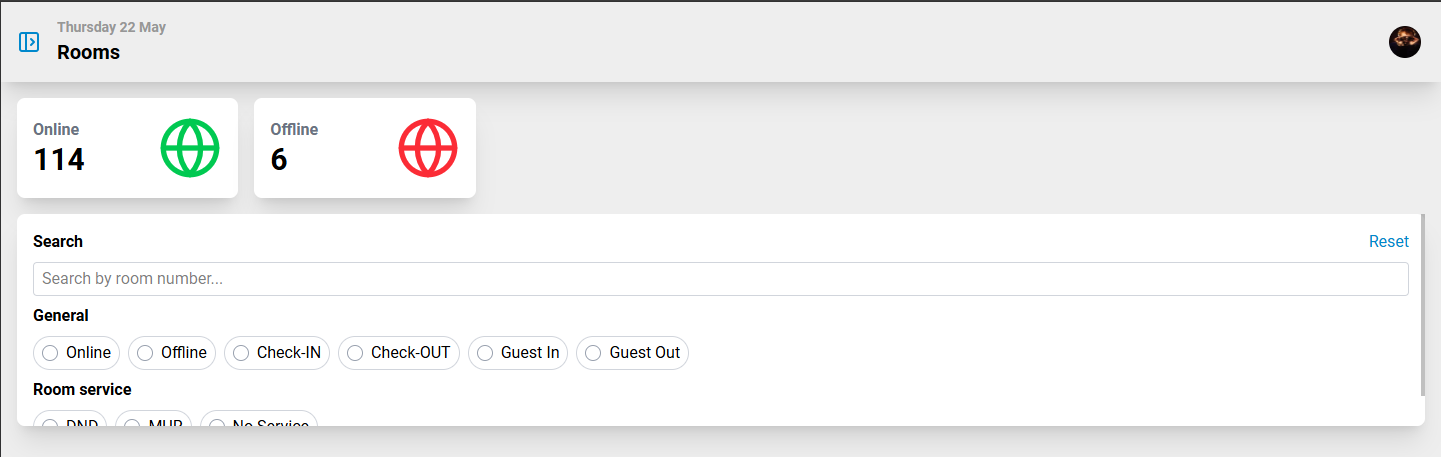 Thursday 22 May
Rooms
Online
114
Offline
6
Search
Reset
Search by room number...
General
Online Offline Check-IN Check-OUT Guest In Guest Out
Room service
DND MUR No Service